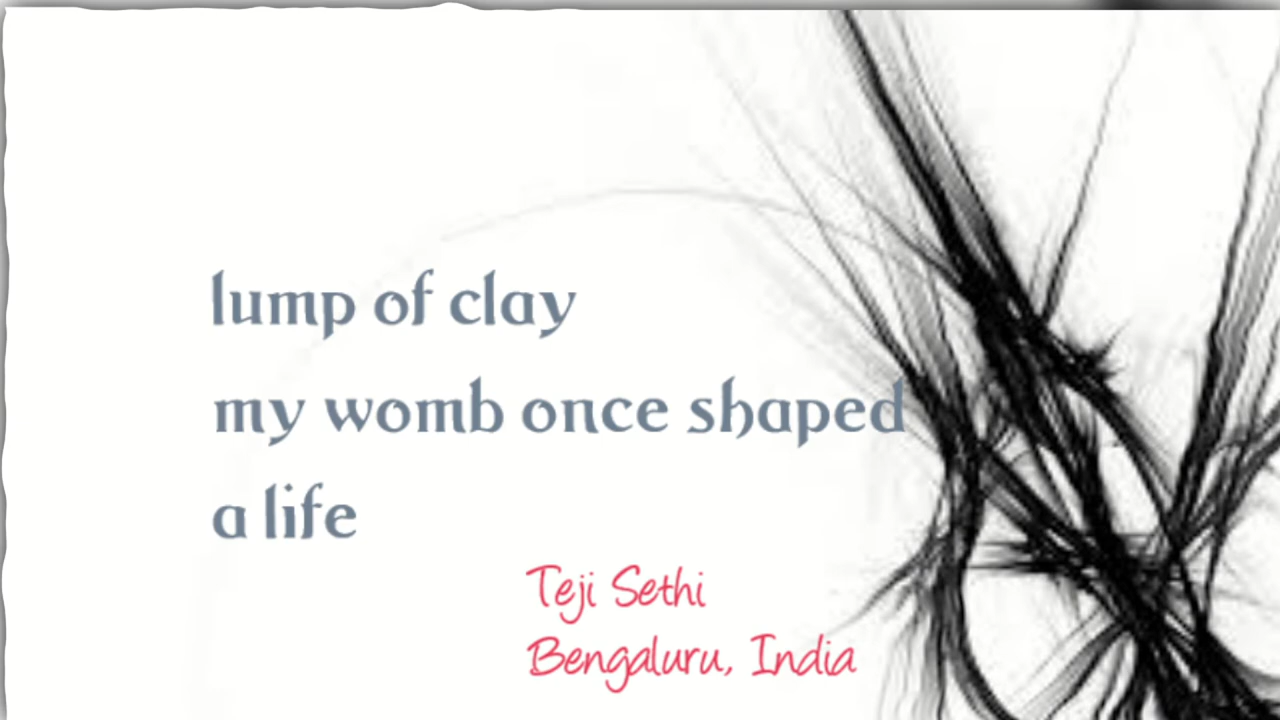 lump of clay
my womb once shaped
a life
Teji Sethi
Bengaluru, India